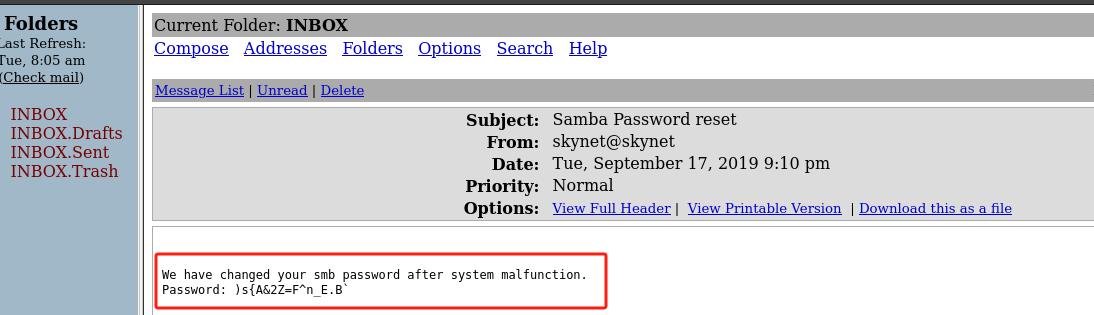 Folders
Last Refresh:
Tue, 8:05 am
(Check mail)
INBOX
INBOX.Drafts
INBOX.Sent
INBOX.Trash
Current Folder: INBOX
Compose Addresses Folders Options Search Help
Message List | Unread | Delete
Subject: Samba Password reset
From: skynet@skynet
Date: Tue, September 17, 2019 9:10 pm
Priority: Normal
Options: View Full Header | View Printable Version | Download this as a file
We have changed your smb password after system malfunction.
Password: )s{A&2Z=F^n_E.B`